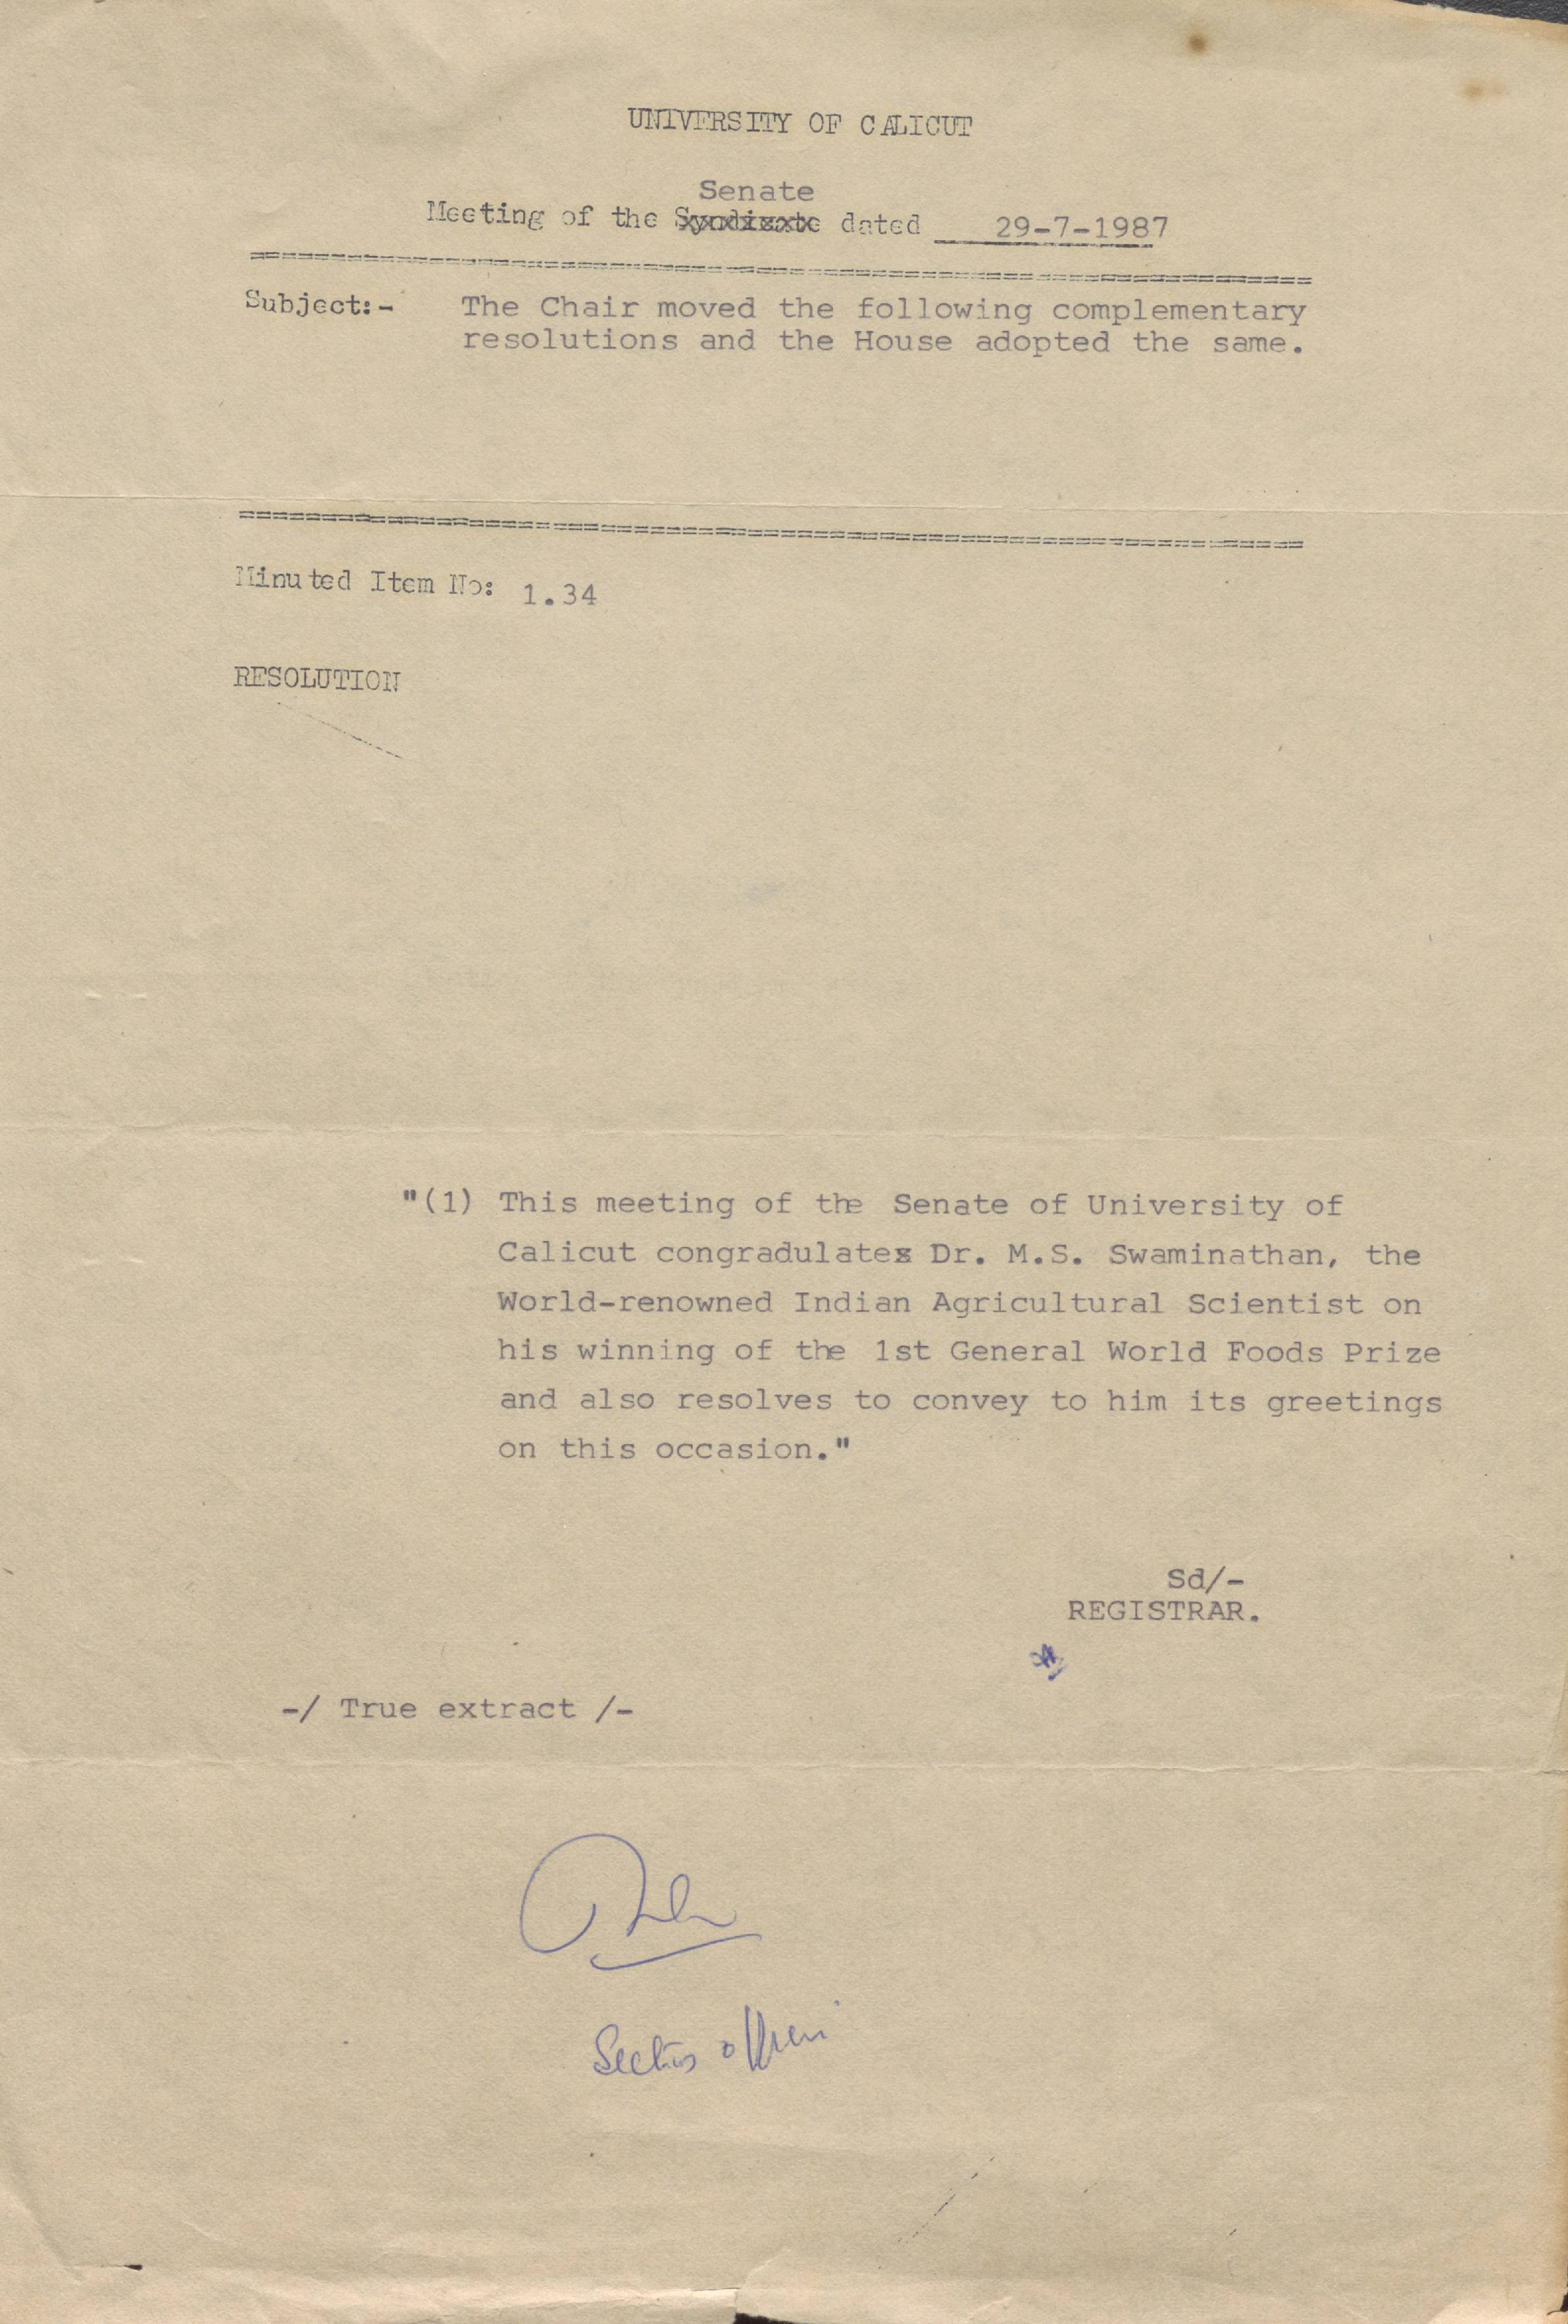 UNIVERSITY OF CALICUT
Senate
Meeting of the Syndicate dated 29-7-1987
Subject:- The Chair moved the following complementary
resolutions and the House adopted the same.
Minuted Item No: 1.34
RESOLUTION
"(1) This meeting of the Senate of University of
Calicut congradulates Dr. M.S. Swaminathan, the
World-renowned Indian Agricultural Scientist on
his winning of the 1st General World Foods Prize
and also resolves to convey to him its greetings
on this occasion."
Sd/-
REGISTRAR.
-/ True extract /-
Section officer